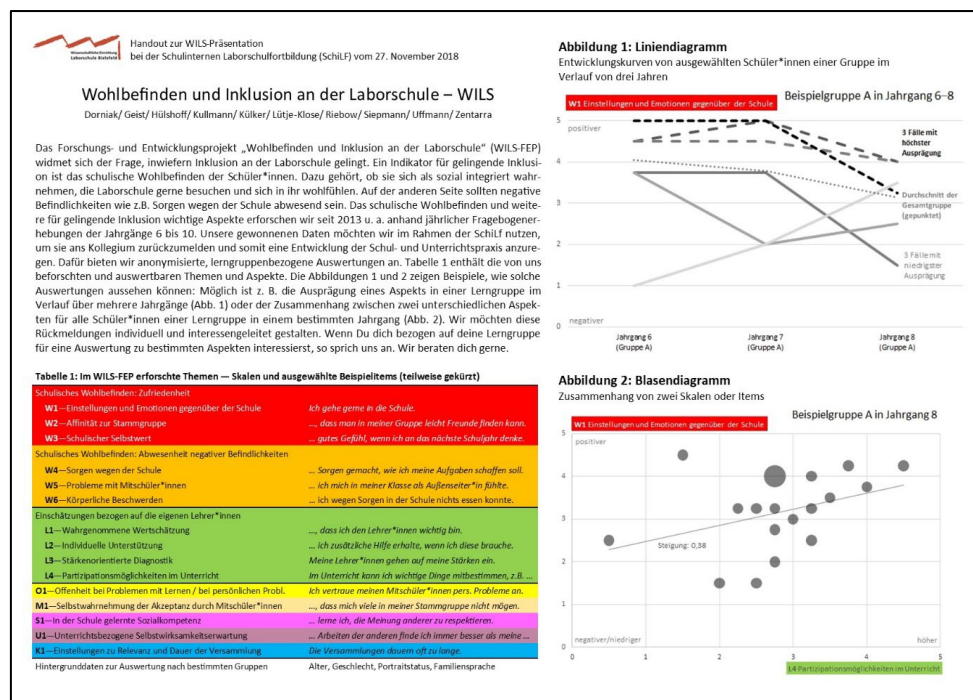 Wissenschaftliche Einrichtung
Laborschule Bielefeld
Handout zur WILS-Präsentation
bei der Schulinternen Laborschulfortbildung (SchiLF) vom 27. November 2018
Wohlbefinden und Inklusion an der Laborschule – WILS
Dorniak/ Geist/ Hülshoff/ Kullmann/ Külker/ Lütje-Klose/ Riebow/ Siepmann/ Uffmann/ Zentarra
Das Forschungs- und Entwicklungsprojekt „Wohlbefinden und Inklusion an der Laborschule“ (WILS-FEP)
widmet sich der Frage, inwiefern Inklusion an der Laborschule gelingt. Ein Indikator für gelingende Inklusi-
on ist das schulische Wohlbefinden der Schüler*innen. Dazu gehört, ob sie sich als sozial integriert wahr-
nehmen, die Laborschule gerne besuchen und sich in ihr wohlfühlen. Auf der anderen Seite sollten negative
Befindlichkeiten wie z.B. Sorgen wegen der Schule abwesend sein. Das schulische Wohlbefinden und weite-
re für gelingende Inklusion wichtige Aspekte erforschen wir seit 2013 u. a. anhand jährlicher Fragebogener-
hebungen der Jahrgänge 6 bis 10. Unsere gewonnenen Daten möchten wir im Rahmen der SchiLf nutzen,
um sie ans Kollegium zurückzumelden und somit eine Entwicklung der Schul- und Unterrichtspraxis anzure-
gen. Dafür bieten wir anonymisierte, lerngruppenbezogene Auswertungen an. Tabelle 1 enthält die von uns
beforschten und auswertbaren Themen und Aspekte. Die Abbildungen 1 und 2 zeigen Beispiele, wie solche
Auswertungen aussehen können: Möglich ist z. B. die Ausprägung eines Aspekts in einer Lerngruppe im
Verlauf über mehrere Jahrgänge (Abb. 1) oder der Zusammenhang zwischen zwei unterschiedlichen Aspek-
ten für alle Schüler*innen einer Lerngruppe in einem bestimmten Jahrgang (Abb. 2). Wir möchten diese
Rückmeldungen individuell und interessengeleitet gestalten. Wenn Du dich bezogen auf deine Lerngruppe
für eine Auswertung zu bestimmten Aspekten interessierst, so sprich uns an. Wir beraten dich gerne.
Tabelle 1: Im WILS-FEP erforschte Themen — Skalen und ausgewählte Beispielitems (teilweise gekürzt)
Schulisches Wohlbefinden: Zufriedenheit
W1—Einstellungen und Emotionen gegenüber der Schule Ich gehe gerne in die Schule.
W2—Affinität zur Stammgruppe ..., dass man in meiner Gruppe leicht Freunde finden kann.
W3—Schulischer Selbstwert ... gutes Gefühl, wenn ich an das nächste Schuljahr denke.
Schulisches Wohlbefinden: Abwesenheit negativer Befindlichkeiten
W4—Sorgen wegen der Schule ... Sorgen gemacht, wie ich meine Aufgaben schaffen soll.
W5—Probleme mit Mitschüler*innen ... ich mich in meiner Klasse als Außenseiter*in fühlte.
W6—Körperliche Beschwerden ... ich wegen Sorgen in der Schule nichts essen konnte.
Einschätzungen bezogen auf die eigenen Lehrer*innen
L1—Wahrgenommene Wertschätzung ..., dass ich den Lehrer*innen wichtig bin.
L2—Individuelle Unterstützung ... ich zusätzliche Hilfe erhalte, wenn ich diese brauche.
L3—Stärkenorientierte Diagnostik Meine Lehrer*innen gehen auf meine Stärken ein.
L4—Partizipationsmöglichkeiten im Unterricht Im Unterricht kann ich wichtige Dinge mitbestimmen, z.B. ...
O1—Offenheit bei Problemen mit Lernen / bei persönlichen Probl. Ich vertraue meinen Mitschüler*innen pers. Probleme an.
M1—Selbstwahrnehmung der Akzeptanz durch Mitschüler*innen ..., dass mich viele in meiner Stammgruppe nicht mögen.
S1—In der Schule gelernte Sozialkompetenz ... lerne ich, die Meinung anderer zu respektieren.
U1—Unterrichtsbezogene Selbstwirksamkeitserwartung ... Arbeiten der anderen finde ich immer besser als meine ...
K1—Einstellungen zu Relevanz und Dauer der Versammlung Die Versammlungen dauern oft zu lange.
Hintergrunddaten zur Auswertung nach bestimmten Gruppen Alter, Geschlecht, Portraitstatus, Familiensprache
Abbildung 1: Liniendiagramm
Entwicklungskurven von ausgewählten Schüler*innen einer Gruppe im
Verlauf von drei Jahren
W1 Einstellungen und Emotionen gegenüber der Schule
Beispielgruppe A in Jahrgang 6–8
6
positiver
5
4
3
2
1
0
negativer
3 Fälle mit
höchster
Ausprägung
Durchschnitt der
Gesamtgruppe
(gepunktet)
3 Fälle mit
niedrigster
Ausprägung
Jahrgang 6 Jahrgang 7 Jahrgang 8
(Gruppe A) (Gruppe A) (Gruppe A)
Abbildung 2: Blasendiagramm
Zusammenhang von zwei Skalen oder Items
Beispielgruppe A in Jahrgang 8
W1 Einstellungen und Emotionen gegenüber der Schule
5
positiver
4
3
Steigung: 0,38
2
1
negativer/niedriger höher
0
0 1 2 3 4 5
L4 Partizipationsmöglichkeiten im Unterricht